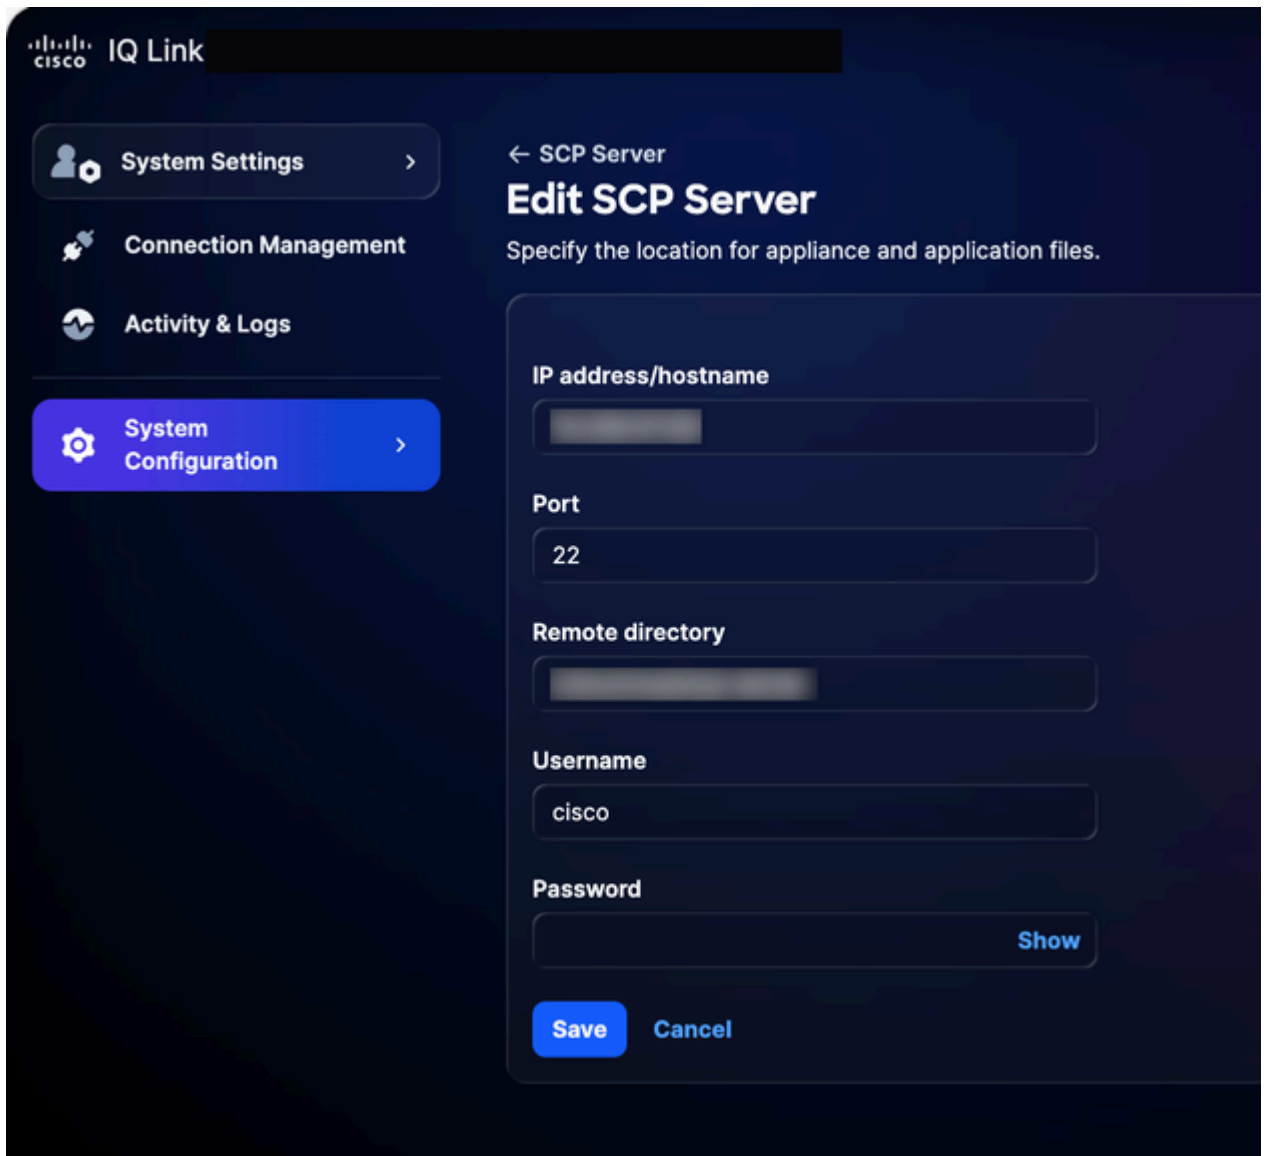 cisco IQ Link
System Settings
Connection Management
Activity & Logs
System
Configuration
← SCP Server
Edit SCP Server
Specify the location for appliance and application files.
IP address/hostname
Port
22
Remote directory
Username
cisco
Password
Show
Save Cancel